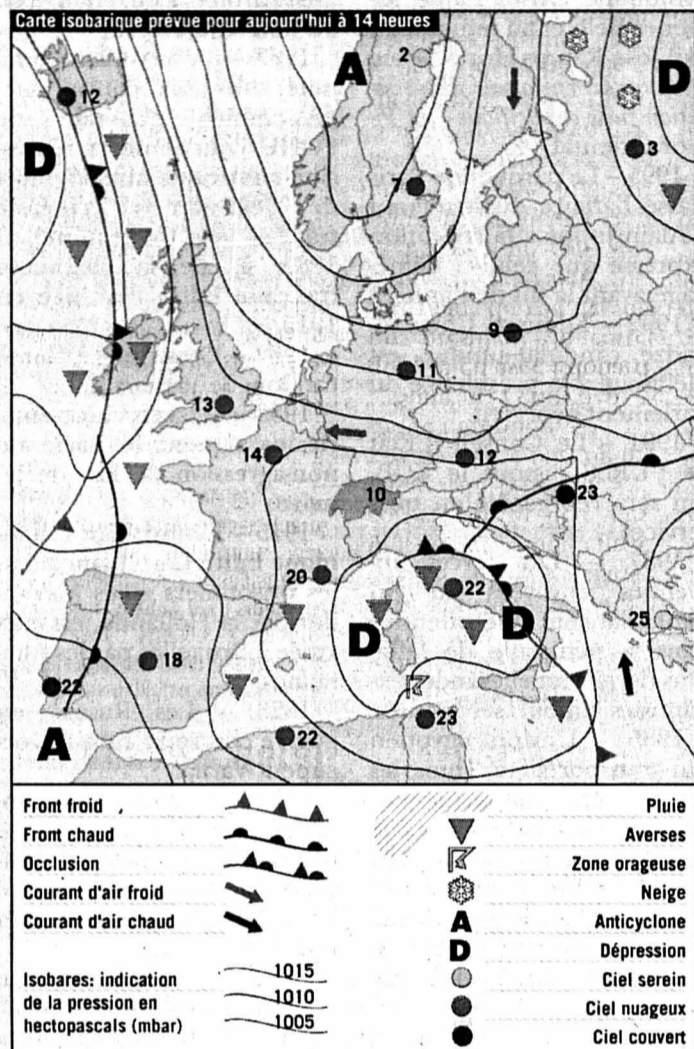 Carte isobarique prévue pour aujourd'hui à 14 heures
A
2
D
12
3
D
7
9
11
13
14
12
10
23
20
22
25
D
D
18
22
23
22
A
Front froid
Front chaud
Occlusion
Courant d'air froid
Courant d'air chaud
Isobares: indication
de la pression en
hectopascals (mbar)
1015
1010
1005
Pluie
Averses
Zone orageuse
Neige
A Anticyclone
D Dépression
Ciel serein
Ciel nuageux
Ciel couvert